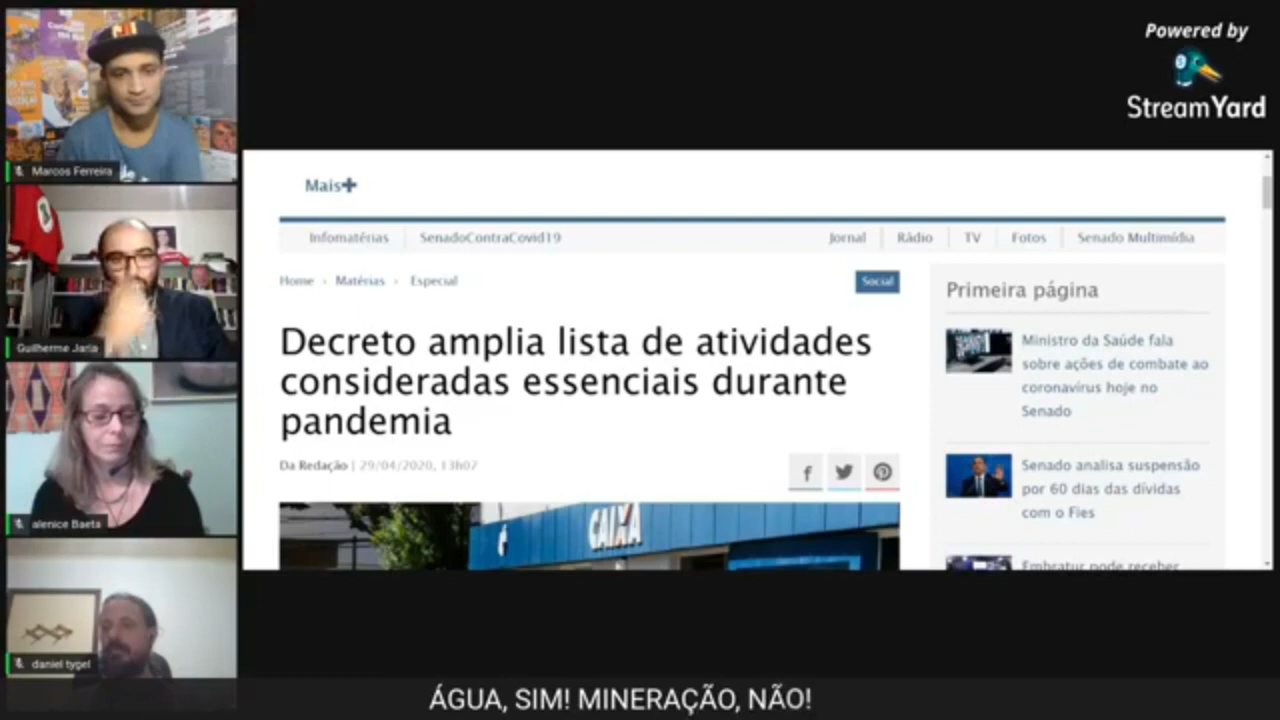 Marcos Ferreira
Guilherme Jaria
alenice Baeta
daniel tygel
Powered by
StreamYard
Mais+
Infomatérias
SenadoContraCovid19
Jornal
Rádio
TV
Fotos
Senado Multimídia
Home › Matérias › Especial
Social
Decreto amplia lista de atividades
consideradas essenciais durante
pandemia
Da Redação | 29/04/2020, 13h07
CAIXA
Primeira página
Ministro da Saúde fala
sobre ações de combate ao
coronavírus hoje no
Senado
Senado analisa suspensão
por 60 dias das dívidas
com o Fies
Embratur pode receber
ÁGUA, SIM! MINERAÇÃO, NÃO!